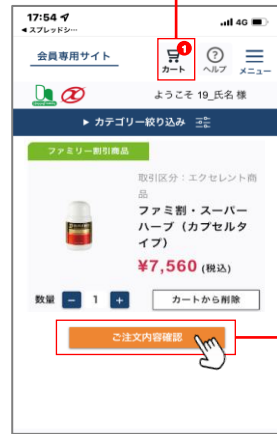 17:54
◀ スプレッドシ…
4G
会員専用サイト
1
カート
ヘルプ
メニュー
ようこそ 19_氏名 様
▶ カテゴリー絞り込み
ファミリー割引商品
取引区分：エクセレント商
品
ファミ割・スーパー
ハーブ（カプセルタ
イプ）
¥7,560 (税込)
数量 － 1 ＋ カートから削除
ご注文内容確認